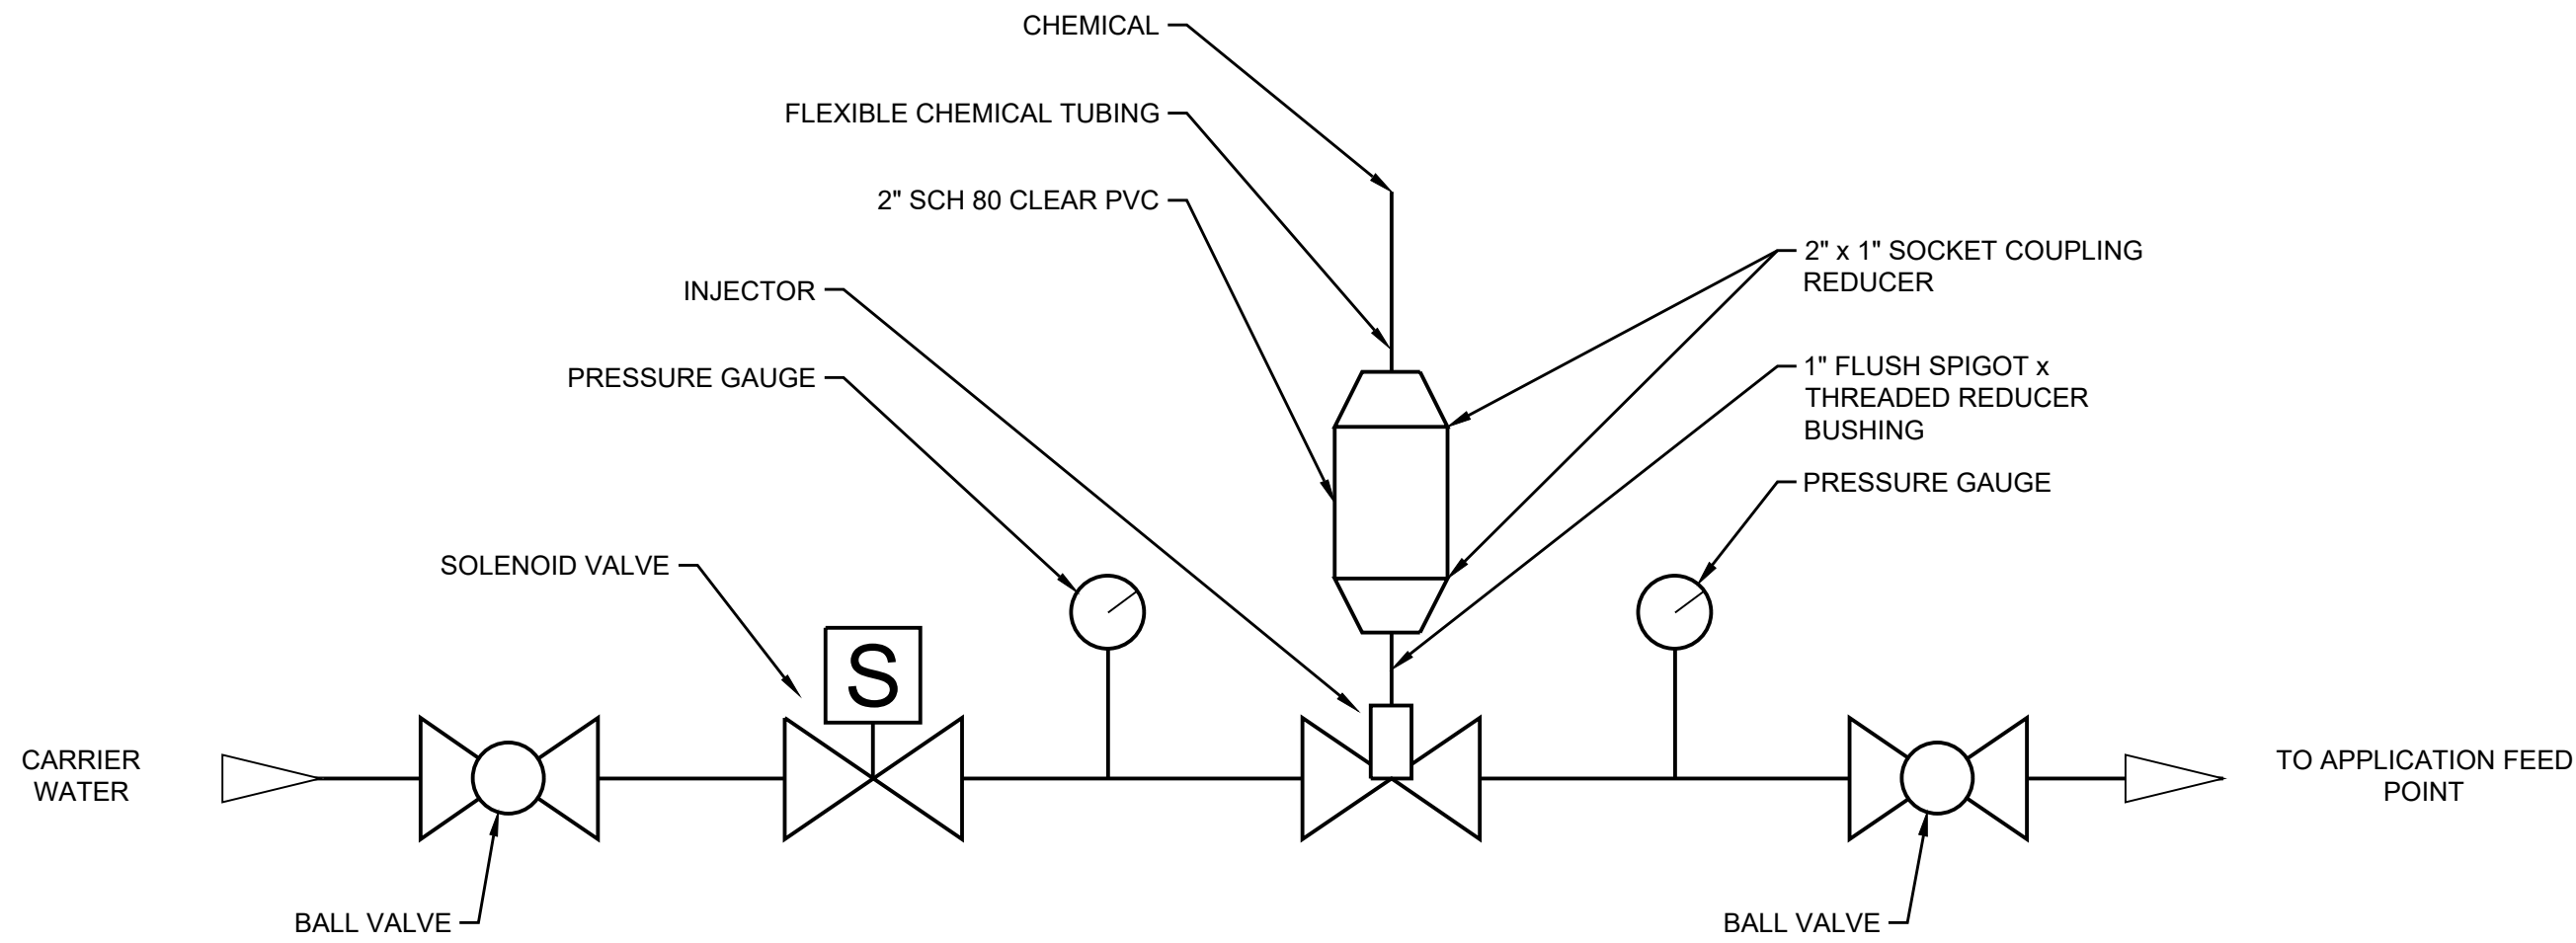 CHEMICAL
FLEXIBLE CHEMICAL TUBING
2" SCH 80 CLEAR PVC
2" x 1" SOCKET COUPLING
REDUCER
INJECTOR
1" FLUSH SPIGOT x
THREADED REDUCER
BUSHING
PRESSURE GAUGE
PRESSURE GAUGE
SOLENOID VALVE
S
CARRIER
WATER
TO APPLICATION FEED
POINT
BALL VALVE
BALL VALVE